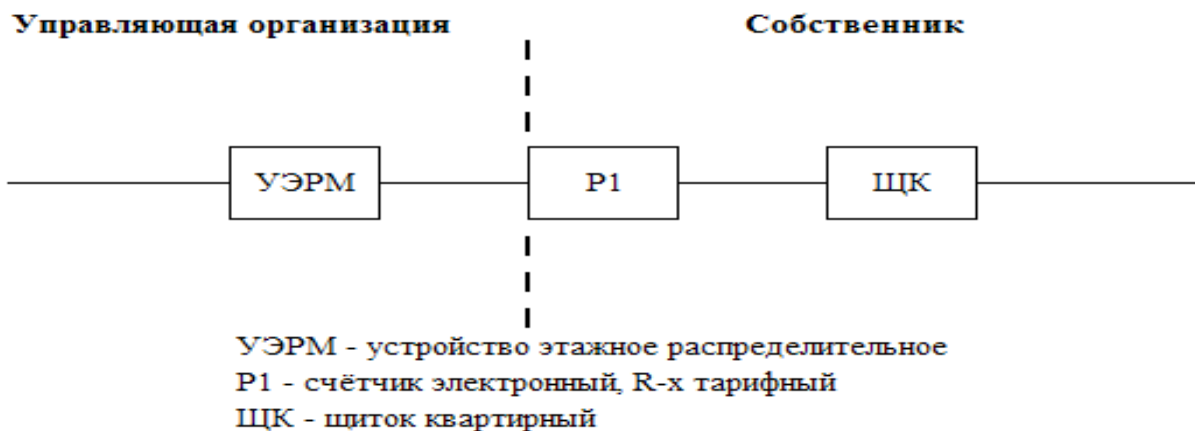 Управляющая организация
Собственник
УЭРМ
Р1
ЩК
УЭРМ - устройство этажное распределительное
Р1 - счётчик электронный, R-х тарифный
ЩК - щиток квартирный